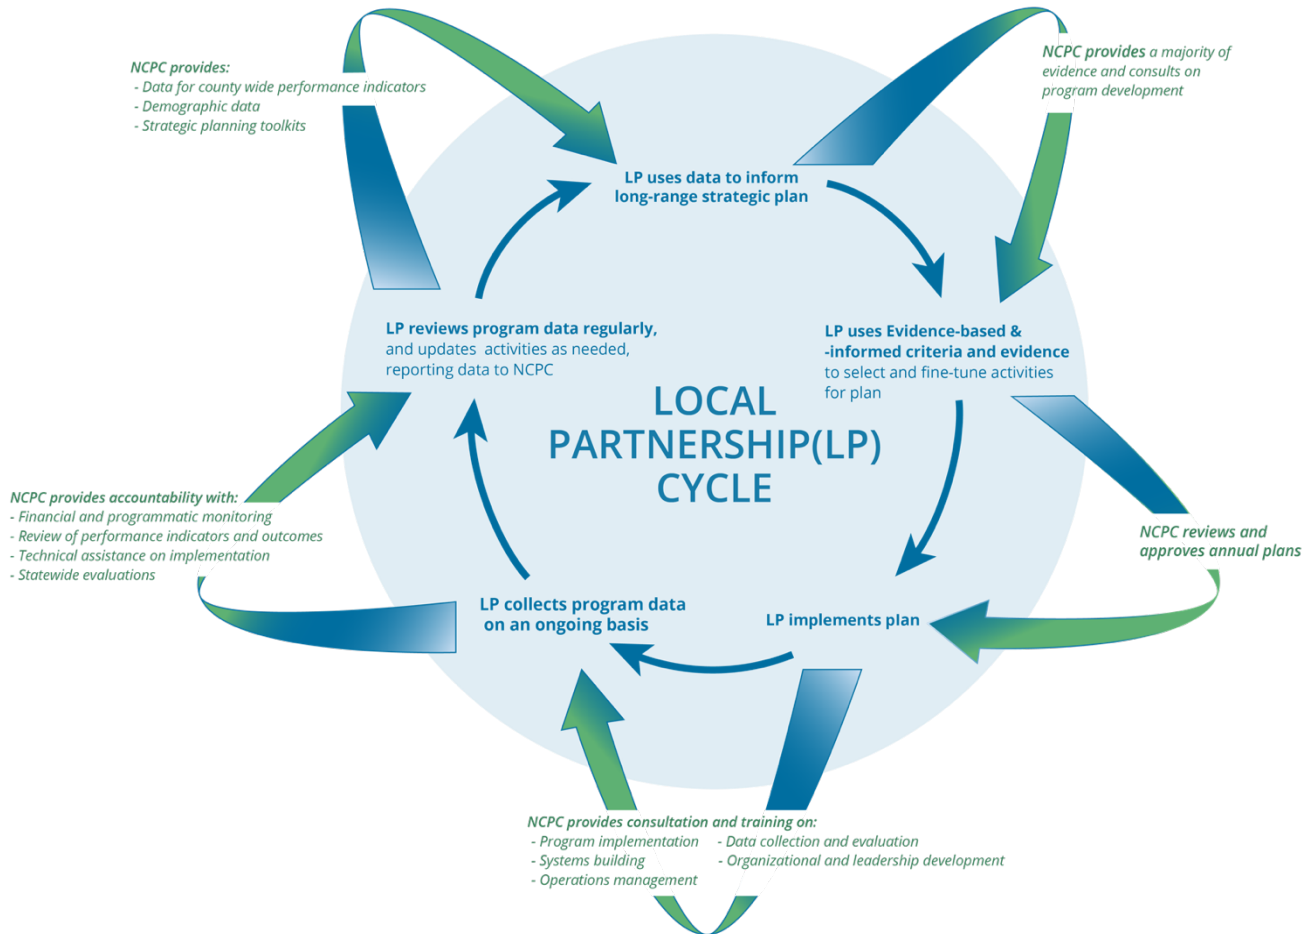 NCPC provides:
- Data for county wide performance indicators
- Demographic data
- Strategic planning toolkits
NCPC provides a majority of
evidence and consults on
program development
LP uses data to inform
long-range strategic plan
LP reviews program data regularly,
and updates activities as needed,
reporting data to NCPC
LP uses Evidence-based &
-informed criteria and evidence
to select and fine-tune activities
for plan
LOCAL
PARTNERSHIP(LP)
CYCLE
NCPC provides accountability with:
- Financial and programmatic monitoring
- Review of performance indicators and outcomes
- Technical assistance on implementation
- Statewide evaluations
NCPC reviews and
approves annual plans
LP collects program data
on an ongoing basis
LP implements plan
NCPC provides consultation and training on:
- Program implementation
- Systems building
- Operations management
- Data collection and evaluation
- Organizational and leadership development